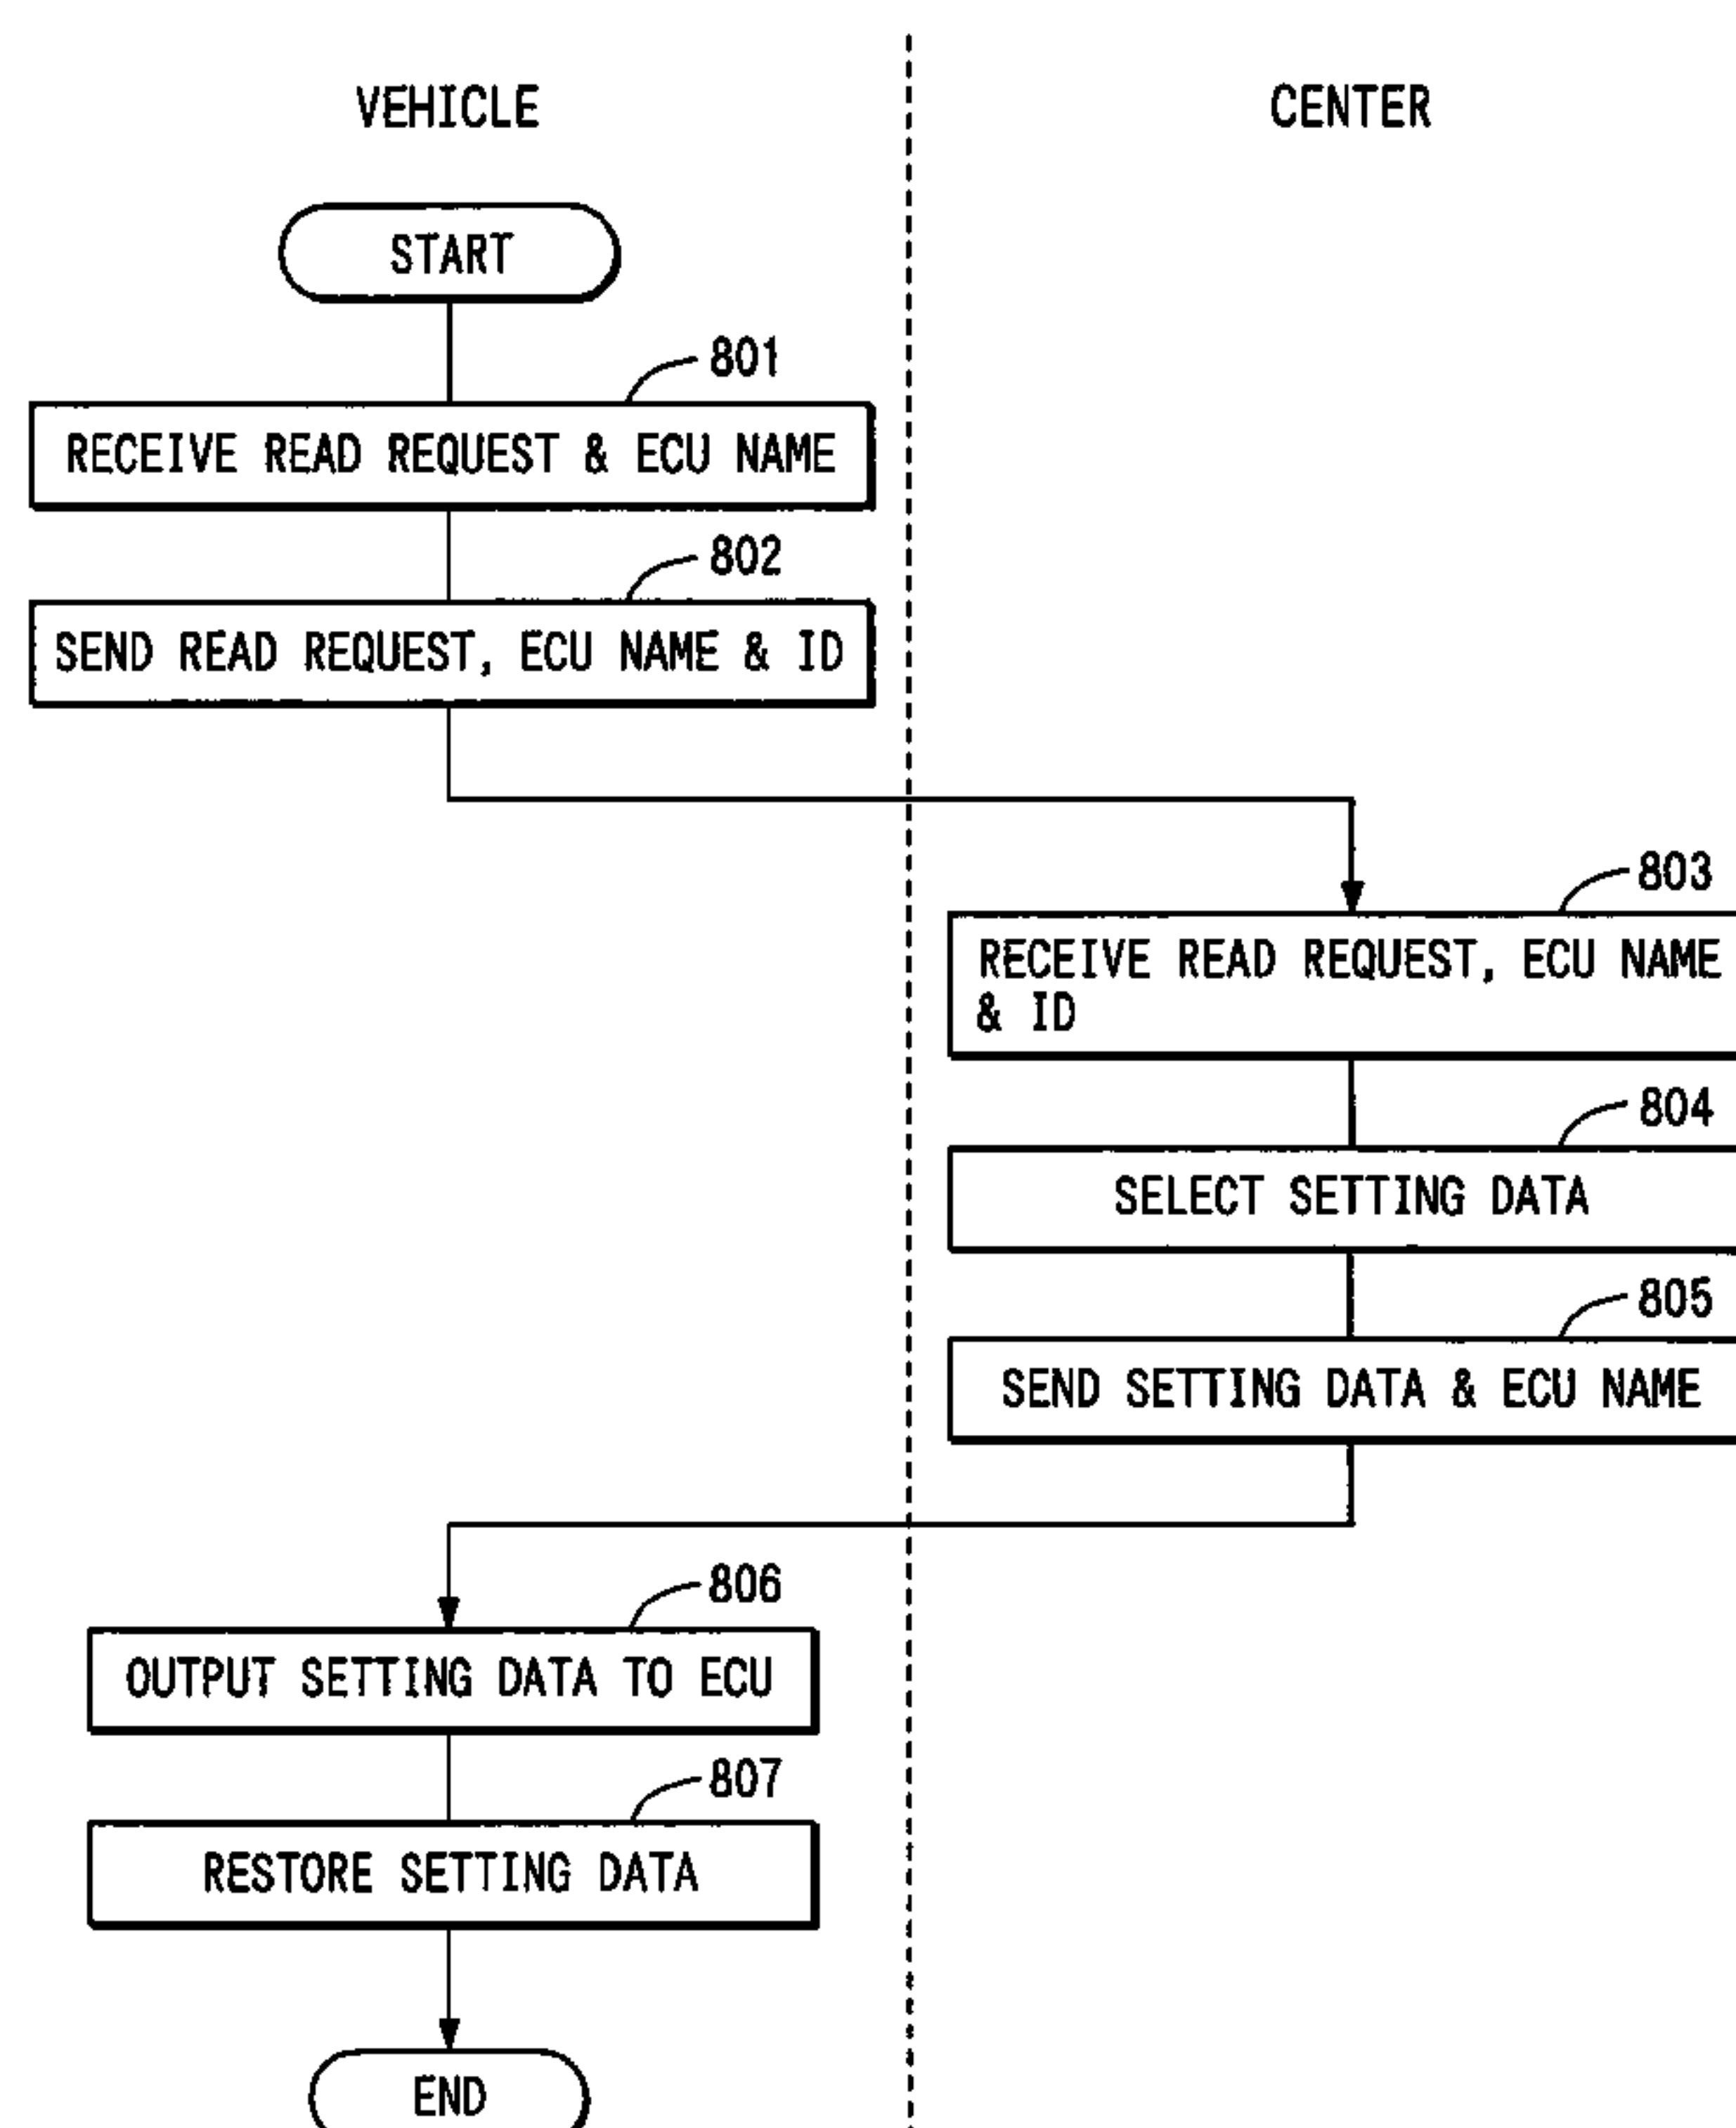 VEHICLE
CENTER
START
801
RECEIVE READ REQUEST & ECU NAME
802
SEND READ REQUEST, ECU NAME & ID
803
RECEIVE READ REQUEST, ECU NAME
& ID
804
SELECT SETTING DATA
805
SEND SETTING DATA & ECU NAME
806
OUTPUT SETTING DATA TO ECU
807
RESTORE SETTING DATA
END